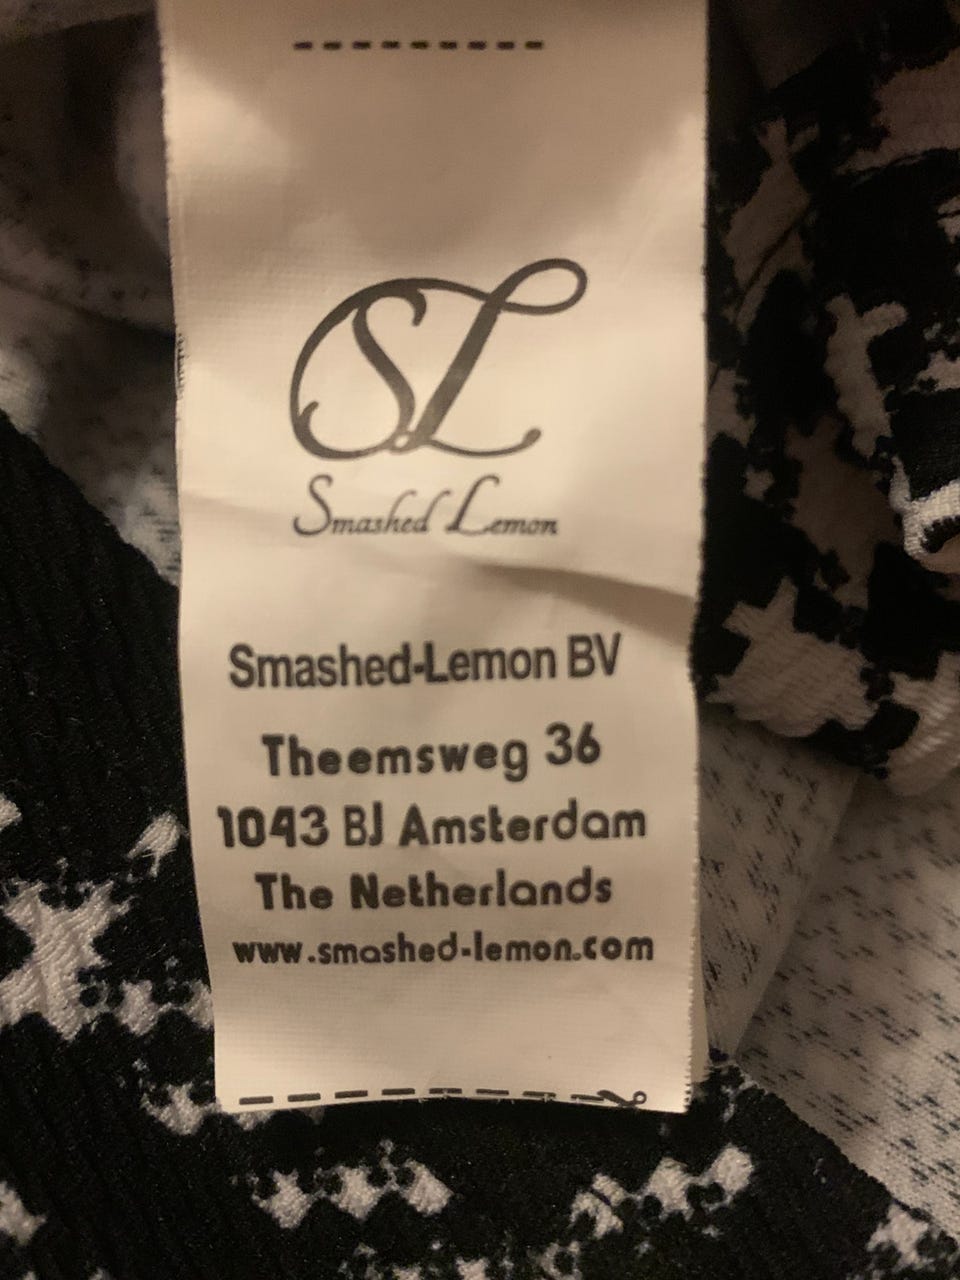 SL
Smashed Lemon
Smashed-Lemon BV
Theemsweg 36
1043 BJ Amsterdam
The Netherlands
www.smashed-lemon.com